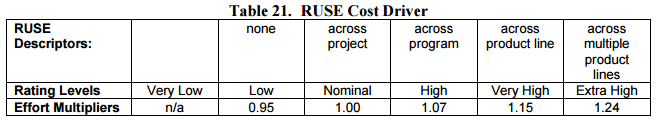 Table 21. RUSE Cost Driver
RUSE Descriptors: none across project across program across product line across multiple product lines
Rating Levels Very Low Low Nominal High Very High Extra High
Effort Multipliers n/a 0.95 1.00 1.07 1.15 1.24